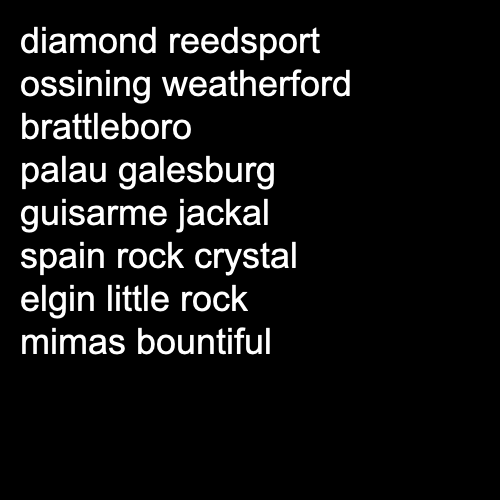 diamond reedsport
ossining weatherford
brattleboro
palau galesburg
guisarme jackal
spain rock crystal
elgin little rock
mimas bountiful